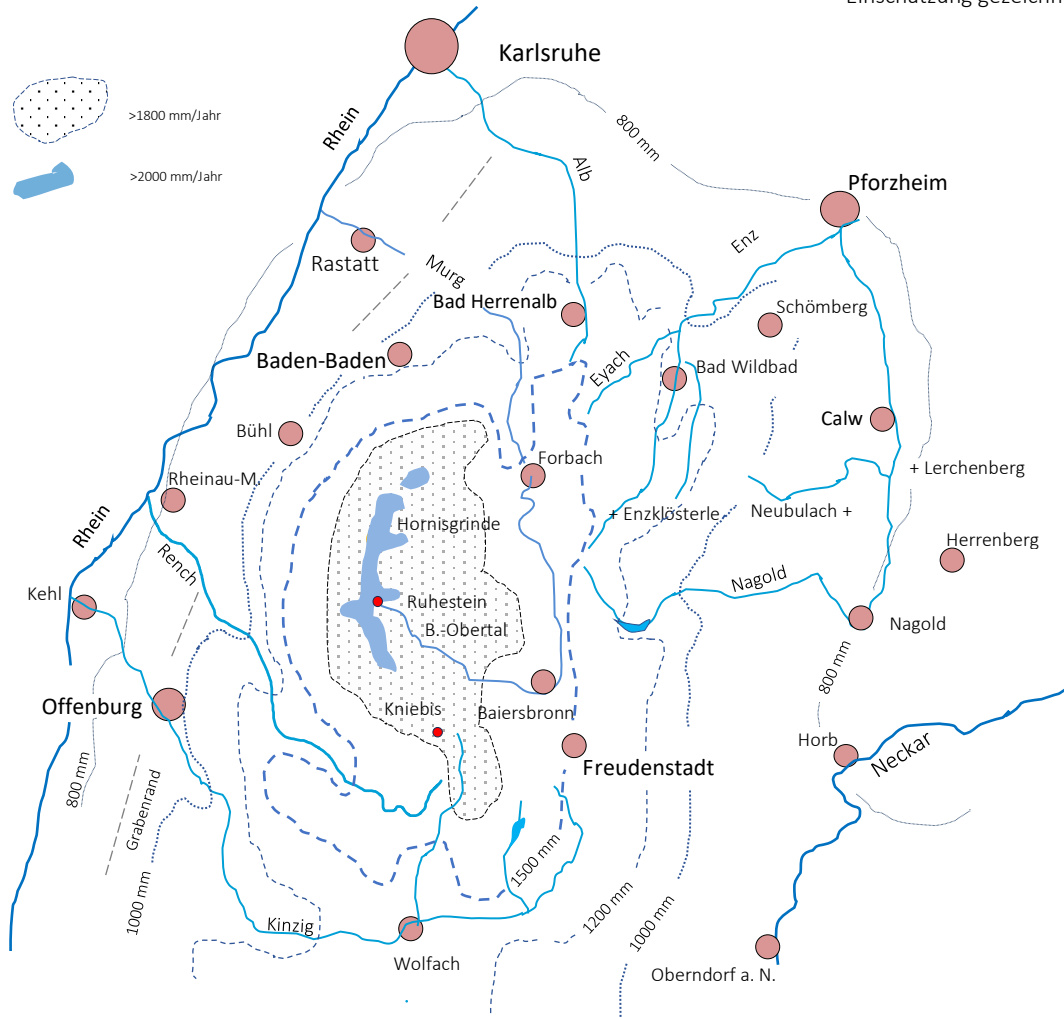 Einschätzung gezeichn
Karlsruhe
>1800 mm/Jahr
Rhein
800 mm
Alb
>2000 mm/Jahr
Pforzheim
Enz
Rastatt
Murg
Bad Herrenalb
Schömberg
Baden-Baden
Eyach
Bad Wildbad
Calw
Bühl
Forbach
Rheinau-M.
+ Lerchenberg
Hornisgrinde
+ Enzklösterle
Neubulach +
Rhein
Rench
Herrenberg
Nagold
Kehl
Ruhestein
B.-Obertal
Nagold
800 mm
Offenburg
Kniebis
Baiersbronn
Horb
Neckar
Freudenstadt
800 mm
Grabenrand
1500 mm
1000 mm
1200 mm
1000 mm
Kinzig
Wolfach
Oberndorf a. N.